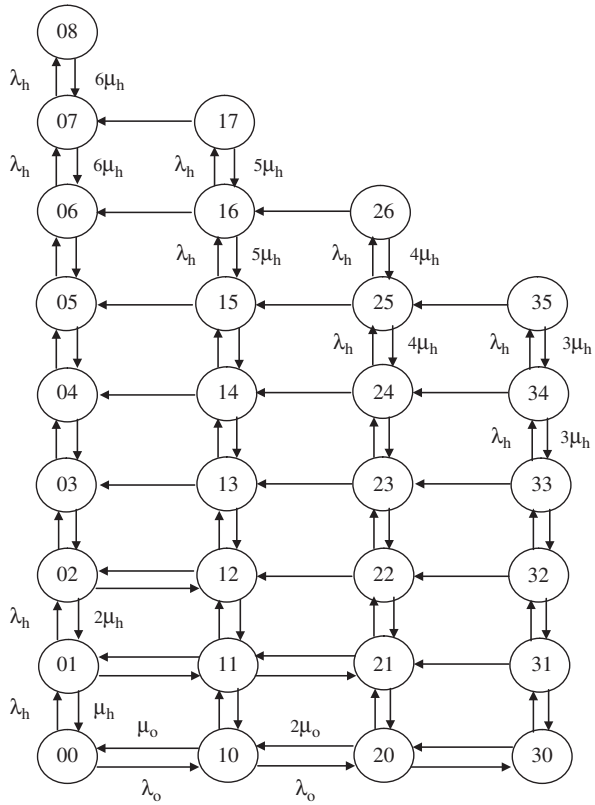 08
λh 6μh
07 17
λh 6μh λh 5μh
06 16 26
λh 5μh λh 4μh
05 15 25 35
λh 4μh λh 3μh
04 14 24 34
λh 3μh
03 13 23 33
02 12 22 32
λh 2μh
01 11 21 31
λh μh μo 2μo
00 10 20 30
λo λo